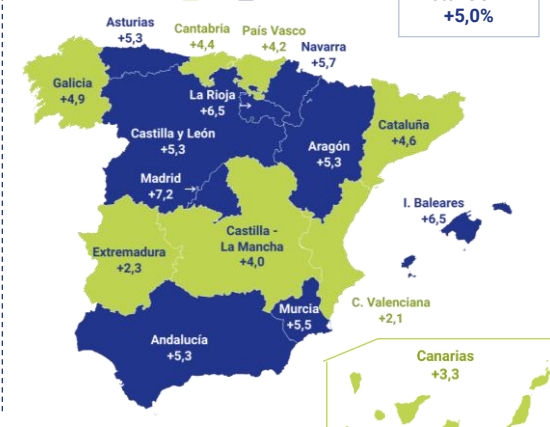 +5,0%
Asturias
+5,3
Cantabria
+4,4
País Vasco
+4,2
Navarra
+5,7
Galicia
+4,9
La Rioja
+6,5
Castilla y León
+5,3
Aragón
+5,3
Cataluña
+4,6
Madrid
+7,2
I. Baleares
+6,5
Extremadura
+2,3
Castilla -
La Mancha
+4,0
C. Valenciana
+2,1
Murcia
+5,5
Andalucía
+5,3
Canarias
+3,3